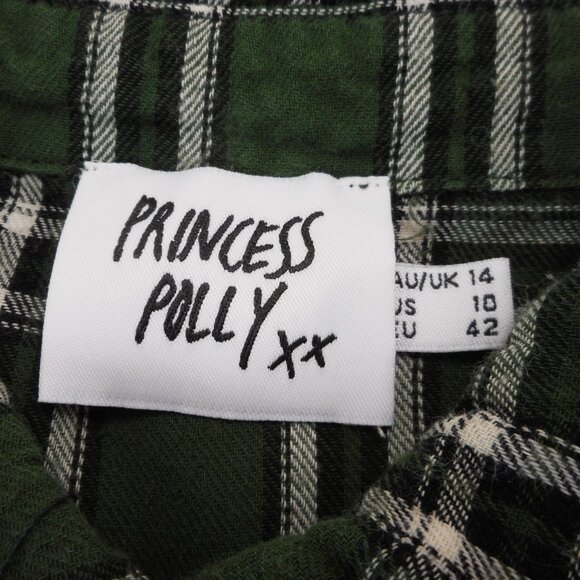 PRINCESS
POLLY xx
AU/UK 14
US 10
EU 42